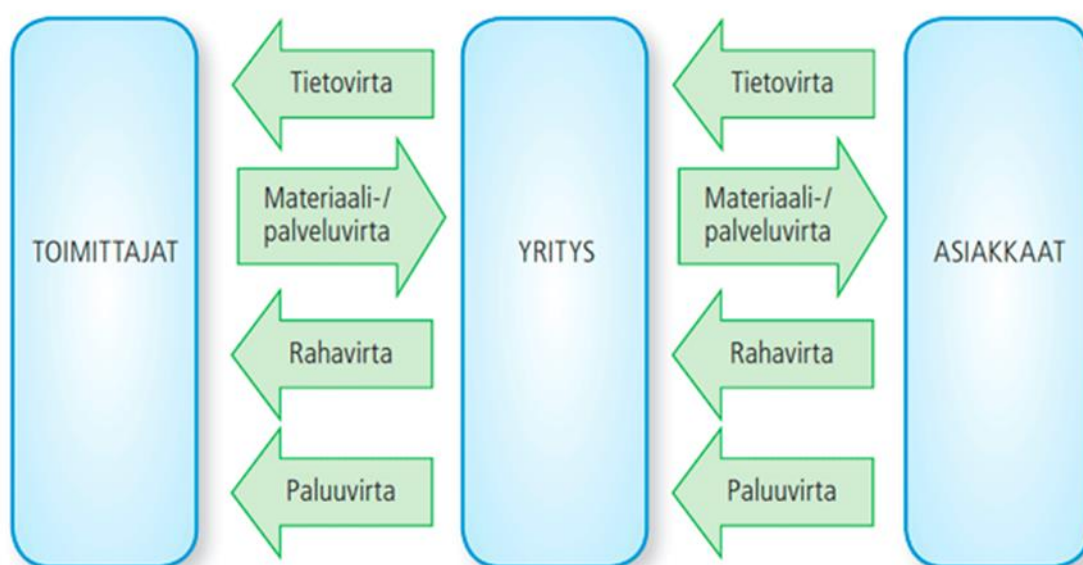 TOIMITTAJAT
Tietovirta
Materiaali-/
palveluvirta
Rahavirta
Paluuvirta
YRITYS
Tietovirta
Materiaali-/
palveluvirta
Rahavirta
Paluuvirta
ASIAKKAAT